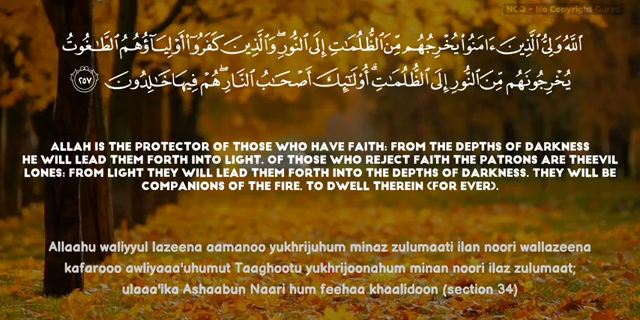 NCQ - No Copyright Quran
ٱللَّهُ وَلِىُّ ٱلَّذِينَ ءَامَنُوا۟ يُخْرِجُهُم مِّنَ ٱلظُّلُمَٰتِ إِلَى ٱلنُّورِ ۖ وَٱلَّذِينَ كَفَرُوٓا۟ أَوْلِيَآؤُهُمُ ٱلطَّٰغُوتُ
يُخْرِجُونَهُم مِّنَ ٱلنُّورِ إِلَى ٱلظُّلُمَٰتِ ۗ أُو۟لَٰٓئِكَ أَصْحَٰبُ ٱلنَّارِ ۖ هُمْ فِيهَا خَٰلِدُونَ ٢٥٧
ALLAH IS THE PROTECTOR OF THOSE WHO HAVE FAITH: FROM THE DEPTHS OF DARKNESS
HE WILL LEAD THEM FORTH INTO LIGHT. OF THOSE WHO REJECT FAITH THE PATRONS ARE THEEVIL
LONES: FROM LIGHT THEY WILL LEAD THEM FORTH INTO THE DEPTHS OF DARKNESS. THEY WILL BE
COMPANIONS OF THE FIRE, TO DWELL THEREIN (FOR EVER).
Allaahu waliyyul lazeena aamanoo yukhrijuhum minaz zulumaati ilan noori wallazeena
kafarooo awliyaaa'uhumut Taaghootu yukhrijoonahum minan noori ilaz zulumaat;
ulaaa'ika Ashaabun Naari hum feehaa khaalidoon (section 34)